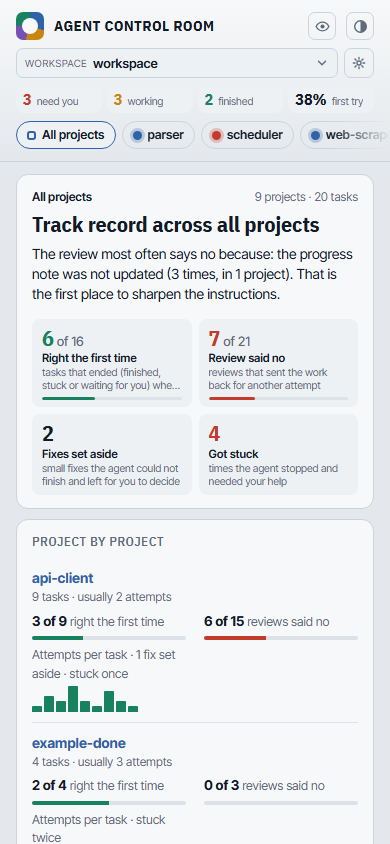 AGENT CONTROL ROOM
WORKSPACE workspace
3 need you
3 working
2 finished
38% first try
All projects
parser
scheduler
web-scrap
All projects
9 projects · 20 tasks
Track record across all projects
The review most often says no because: the progress
note was not updated (3 times, in 1 project). That is
the first place to sharpen the instructions.
6 of 16
Right the first time
tasks that ended (finished,
stuck or waiting for you) whe...
7 of 21
Review said no
reviews that sent the work
back for another attempt
2
Fixes set aside
small fixes the agent could not
finish and left for you to decide
4
Got stuck
times the agent stopped and
needed your help
PROJECT BY PROJECT
api-client
9 tasks · usually 2 attempts
3 of 9 right the first time
6 of 15 reviews said no
Attempts per task · 1 fix set
aside · stuck once
example-done
4 tasks · usually 3 attempts
2 of 4 right the first time
0 of 3 reviews said no
Attempts per task · stuck
twice